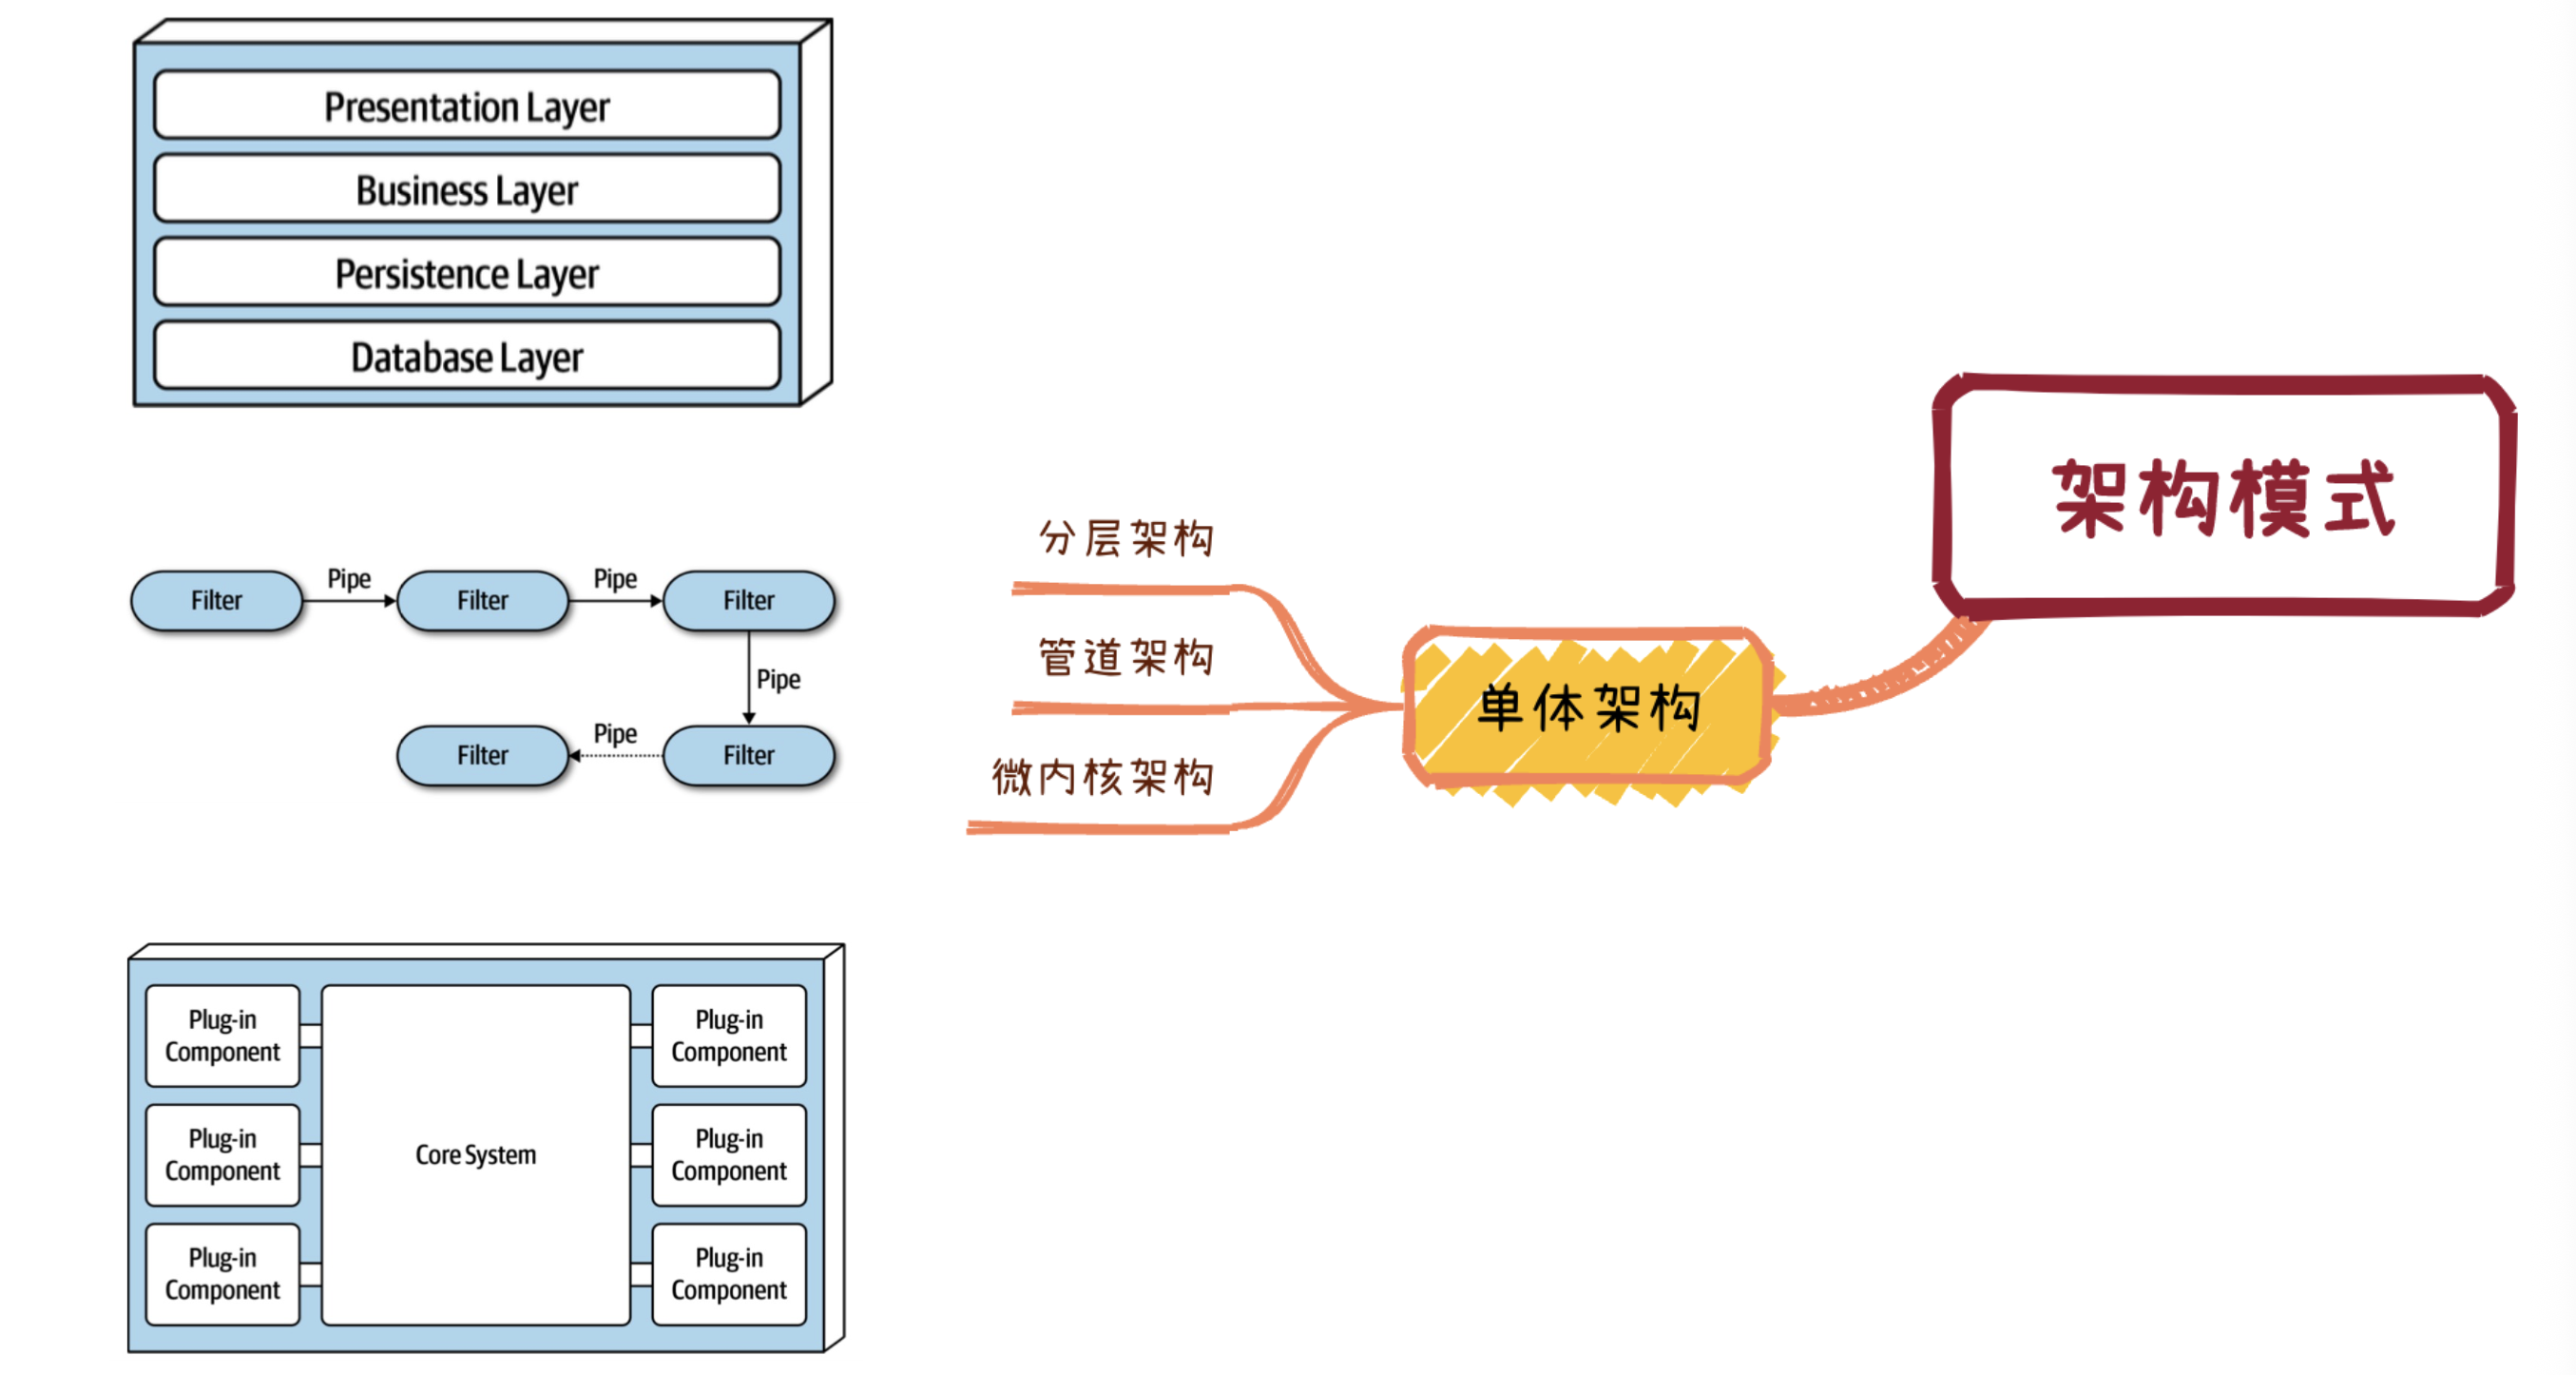 Presentation Layer
Business Layer
Persistence Layer
Database Layer
Filter
Pipe
Filter
Pipe
Filter
Pipe
Filter
Pipe
Filter
Plug-in
Component
Plug-in
Component
Plug-in
Component
Core System
Plug-in
Component
Plug-in
Component
Plug-in
Component
分层架构
管道架构
微内核架构
单体架构
架构模式